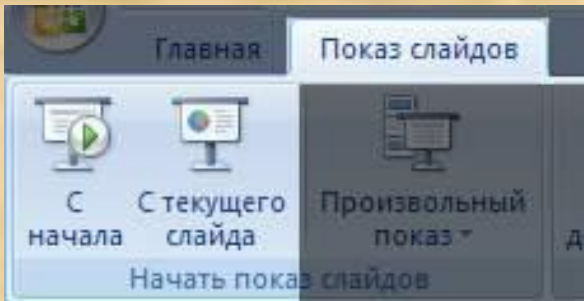 Главная Показ слайдов
С С текущего Произвольный
начала слайда показ
Начать показ слайдов